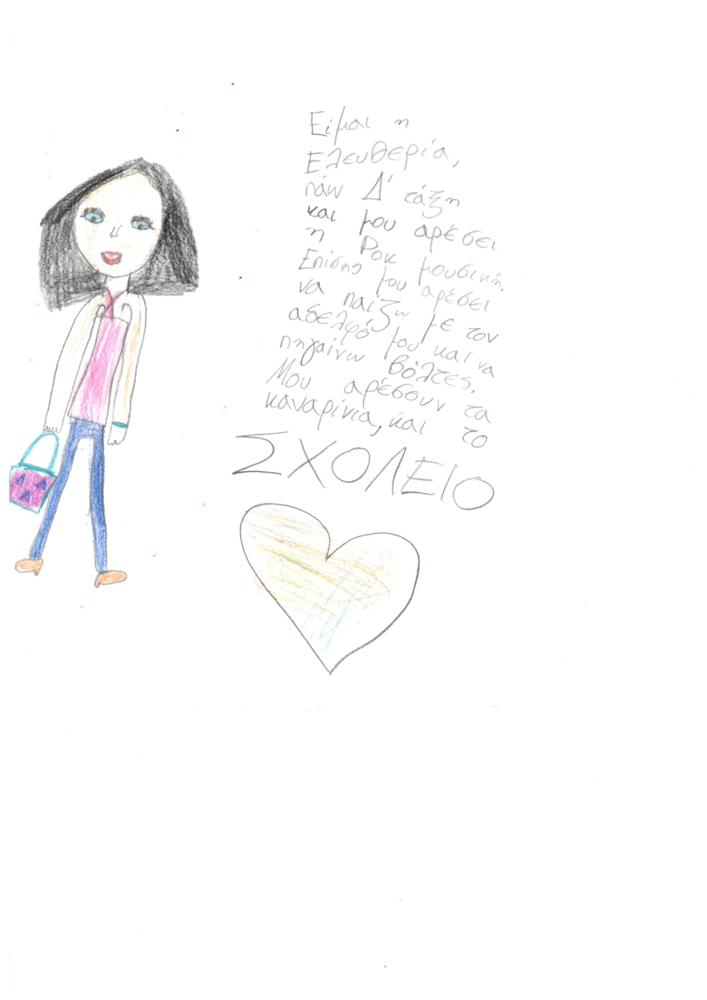 Είμαι η
Ελευθερία,
πάω Δ' τάξη
και μου αρέσει
η Ροκ μουσική.
Επίσης μου αρέσει
να παίζω με τον
αδελφό μου και να
πηγαίνω βόλτες.
Μου αρέσουν τα
καναρίνια, και το
ΣΧΟΛΕΙΟ